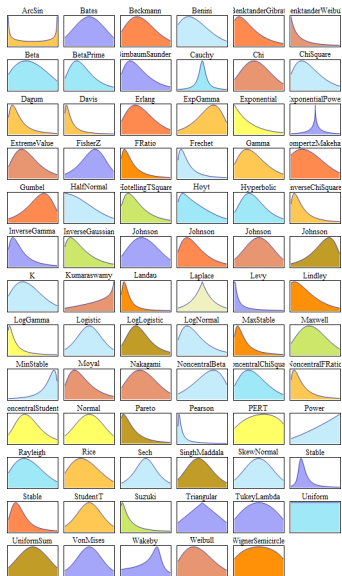 ArcSin Bates Beckmann Benini BenktanderGibrat BenktanderWeibull
Beta BetaPrime BirnbaumSaunders Cauchy Chi ChiSquare
Dagum Davis Erlang ExpGamma Exponential ExponentialPower
ExtremeValue FisherZ FRatio Frechet Gamma GompertzMakeham
Gumbel HalfNormal HotellingTSquare Hoyt Hyperbolic InverseChiSquare
InverseGamma InverseGaussian Johnson Johnson Johnson Johnson
K Kumaraswamy Landau Laplace Levy Lindley
LogGamma Logistic LogLogistic LogNormal MaxStable Maxwell
MinStable Moyal Nakagami NoncentralBeta NoncentralChiSquare NoncentralFRatio
NoncentralStudentT Normal Pareto Pearson PERT Power
Rayleigh Rice Sech SinghMaddala SkewNormal Stable
Stable StudentT Suzuki Triangular TukeyLambda Uniform
UniformSum VonMises Wakeby Weibull WignerSemicircle